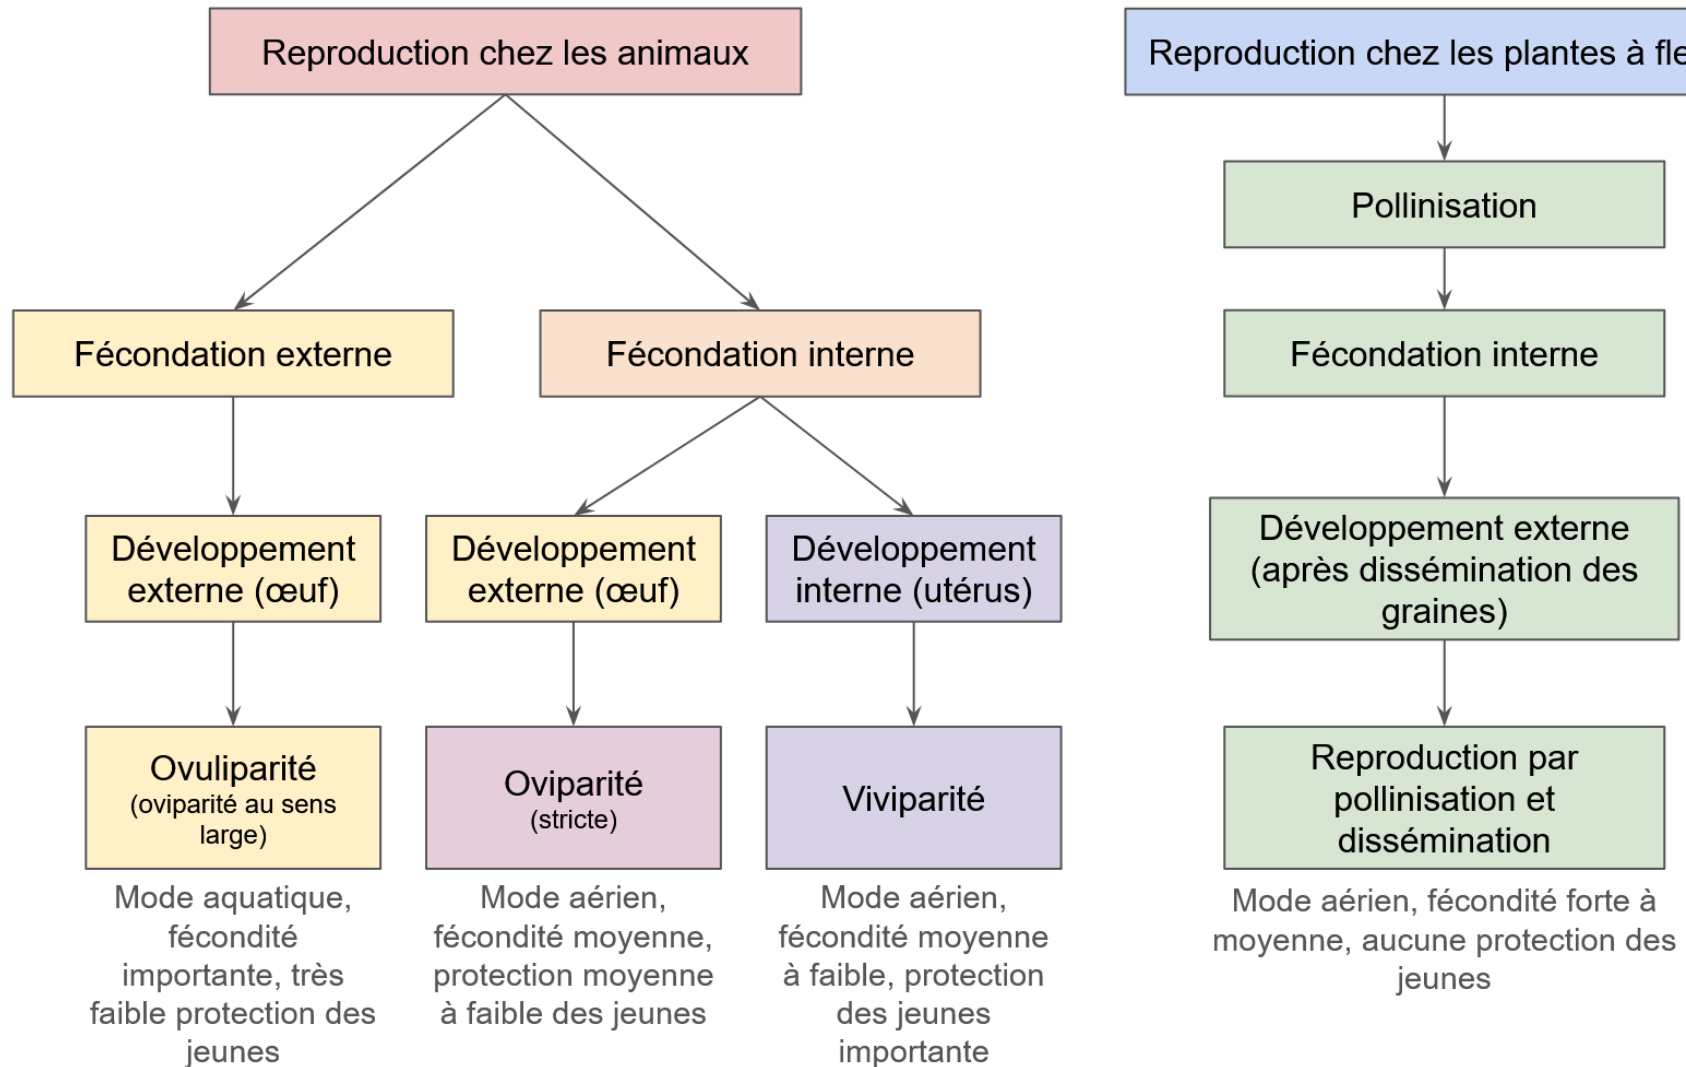 Reproduction chez les animaux
Fécondation externe
Fécondation interne
Développement
externe (œuf)
Développement
externe (œuf)
Développement
interne (utérus)
Ovuliparité
(oviparité au sens
large)
Oviparité
(stricte)
Viviparité
Mode aquatique,
fécondité
importante, très
faible protection des
jeunes
Mode aérien,
fécondité moyenne,
protection moyenne
à faible des jeunes
Mode aérien,
fécondité moyenne
à faible, protection
des jeunes
importante
Reproduction chez les plantes à
Pollinisation
Fécondation interne
Développement externe
(après dissémination des
graines)
Reproduction par
pollinisation et
dissémination
Mode aérien, fécondité forte à
moyenne, aucune protection des
jeunes